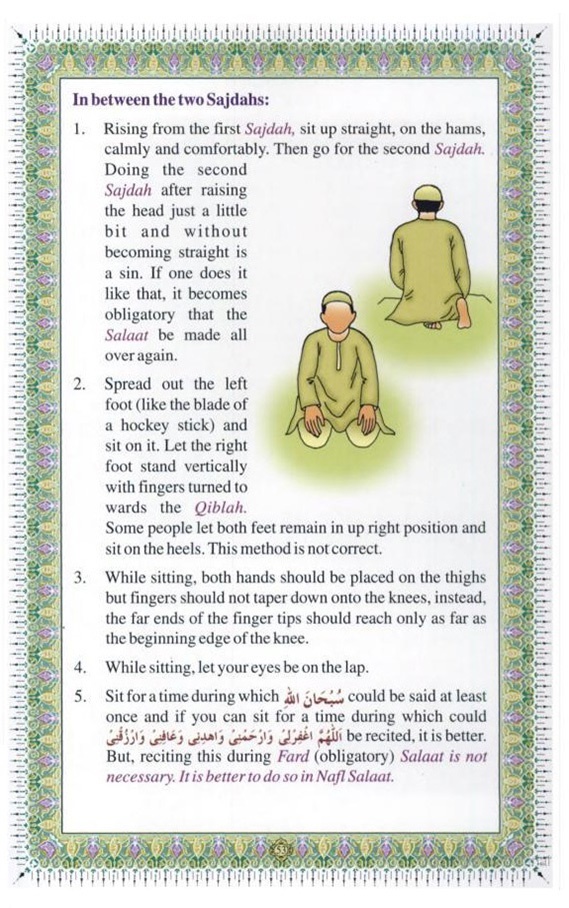 In between the two Sajdahs:
1. Rising from the first Sajdah, sit up straight, on the hams,
calmly and comfortably. Then go for the second Sajdah.
Doing the second
Sajdah after raising
the head just a little
bit and without
becoming straight is
a sin. If one does it
like that, it becomes
obligatory that the
Salaat be made all
over again.
2. Spread out the left
foot (like the blade of
a hockey stick) and
sit on it. Let the right
foot stand vertically
with fingers turned to
wards the Qiblah.
Some people let both feet remain in up right position and
sit on the heels. This method is not correct.
3. While sitting, both hands should be placed on the thighs
but fingers should not taper down onto the knees, instead,
the far ends of the finger tips should reach only as far as
the beginning edge of the knee.
4. While sitting, let your eyes be on the lap.
5. Sit for a time during which سُبْحَانَ اللّٰهِ could be said at least
once and if you can sit for a time during which could
اَللّٰهُمَّ اغْفِرْلِیْ وَارْحَمْنِیْ وَاهْدِنِیْ وَعَافِنِیْ وَارْزُقْنِیْ be recited, it is better.
But, reciting this during Fard (obligatory) Salaat is not
necessary. It is better to do so in Nafl Salaat.